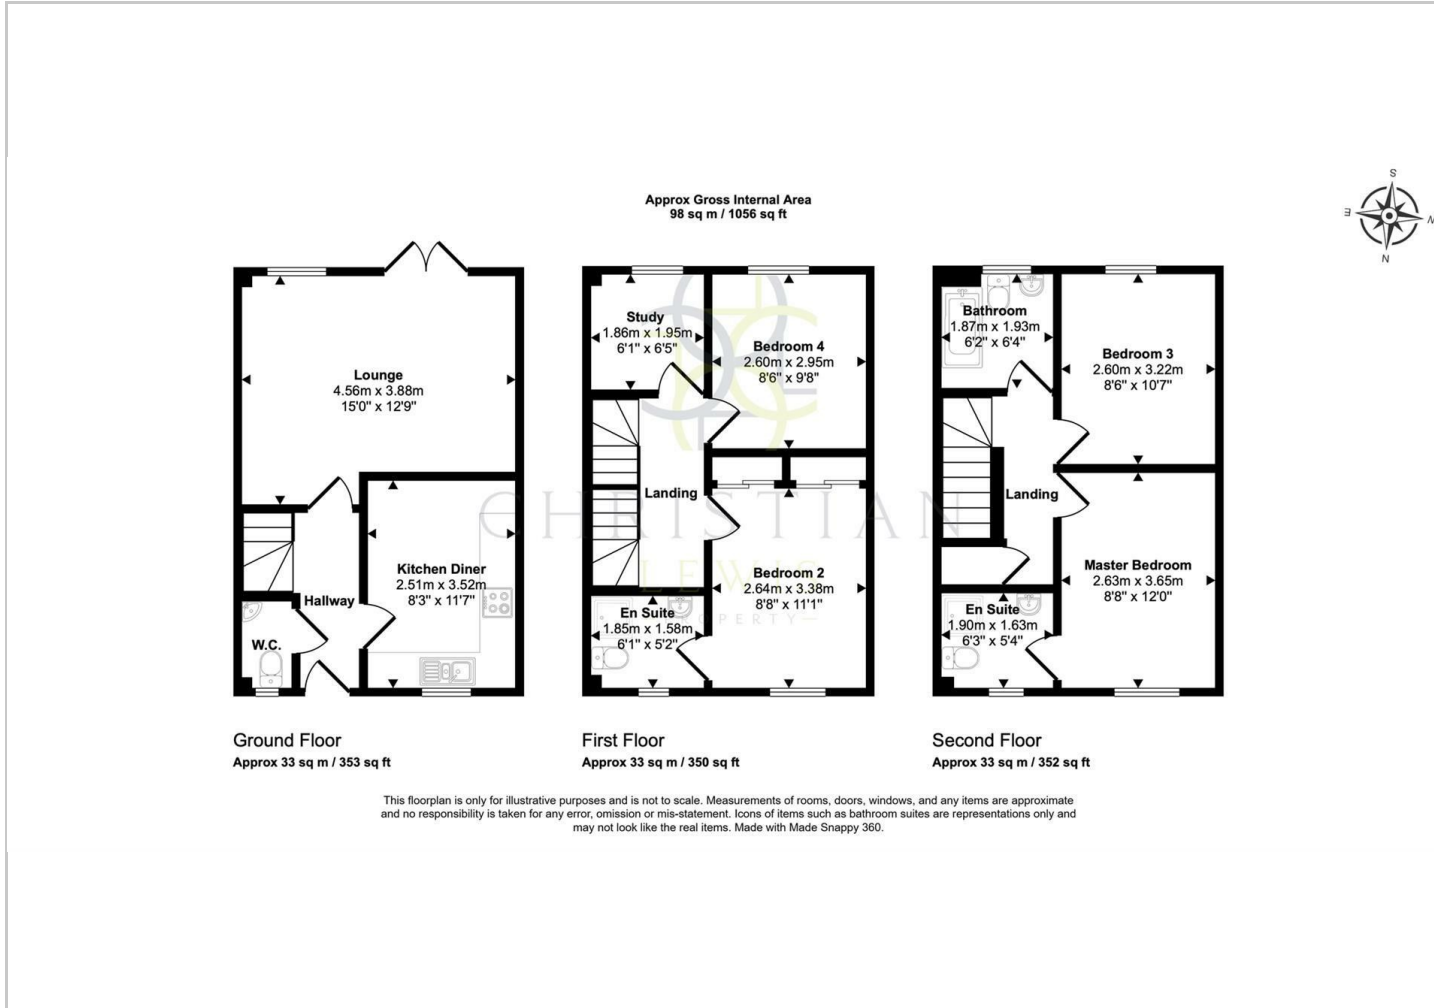 Approx Gross Internal Area
98 sq m / 1056 sq ft
S
E
W
N
Lounge
4.56m x 3.88m
15'0" x 12'9"
Kitchen Diner
2.51m x 3.52m
8'3" x 11'7"
Hallway
W.C.
Ground Floor
Approx 33 sq m / 353 sq ft
Study
1.86m x 1.95m
6'1" x 6'5"
Bedroom 4
2.60m x 2.95m
8'6" x 9'8"
Landing
Bedroom 2
2.64m x 3.38m
8'8" x 11'1"
En Suite
1.85m x 1.58m
6'1" x 5'2"
First Floor
Approx 33 sq m / 350 sq ft
Bathroom
1.87m x 1.93m
6'2" x 6'4"
Bedroom 3
2.60m x 3.22m
8'6" x 10'7"
Landing
Master Bedroom
2.63m x 3.65m
8'8" x 12'0"
En Suite
1.90m x 1.63m
6'3" x 5'4"
Second Floor
Approx 33 sq m / 352 sq ft
CHRISTIAN
LEWIS
PROPERTY
This floorplan is only for illustrative purposes and is not to scale. Measurements of rooms, doors, windows, and any items are approximate
and no responsibility is taken for any error, omission or mis-statement. Icons of items such as bathroom suites are representations only and
may not look like the real items. Made with Made Snappy 360.